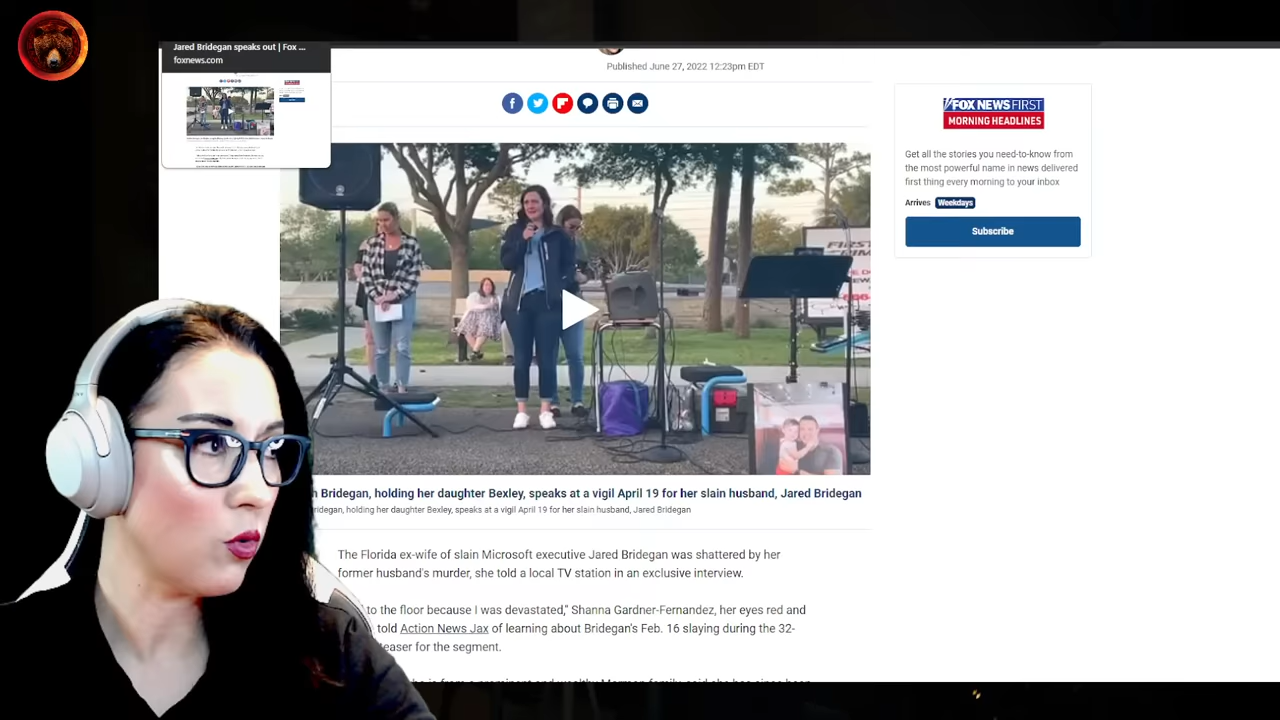 Jared Bridegan speaks out | Fox ...
foxnews.com
Published June 27, 2022 12:23pm EDT
FOX NEWS FIRST
MORNING HEADLINES
Get all the stories you need-to-know from
the most powerful name in news delivered
first thing every morning to your inbox
Arrives Weekdays
Subscribe
Bridegan, holding her daughter Bexley, speaks at a vigil April 19 for her slain husband, Jared Bridegan
holding her daughter Bexley, speaks at a vigil April 19 for her slain husband, Jared Bridegan
The Florida ex-wife of slain Microsoft executive Jared Bridegan was shattered by her
former husband's murder, she told a local TV station in an exclusive interview.
to the floor because I was devastated," Shanna Gardner-Fernandez, her eyes red and
told Action News Jax of learning about Bridegan's Feb. 16 slaying during the 32-
teaser for the segment.